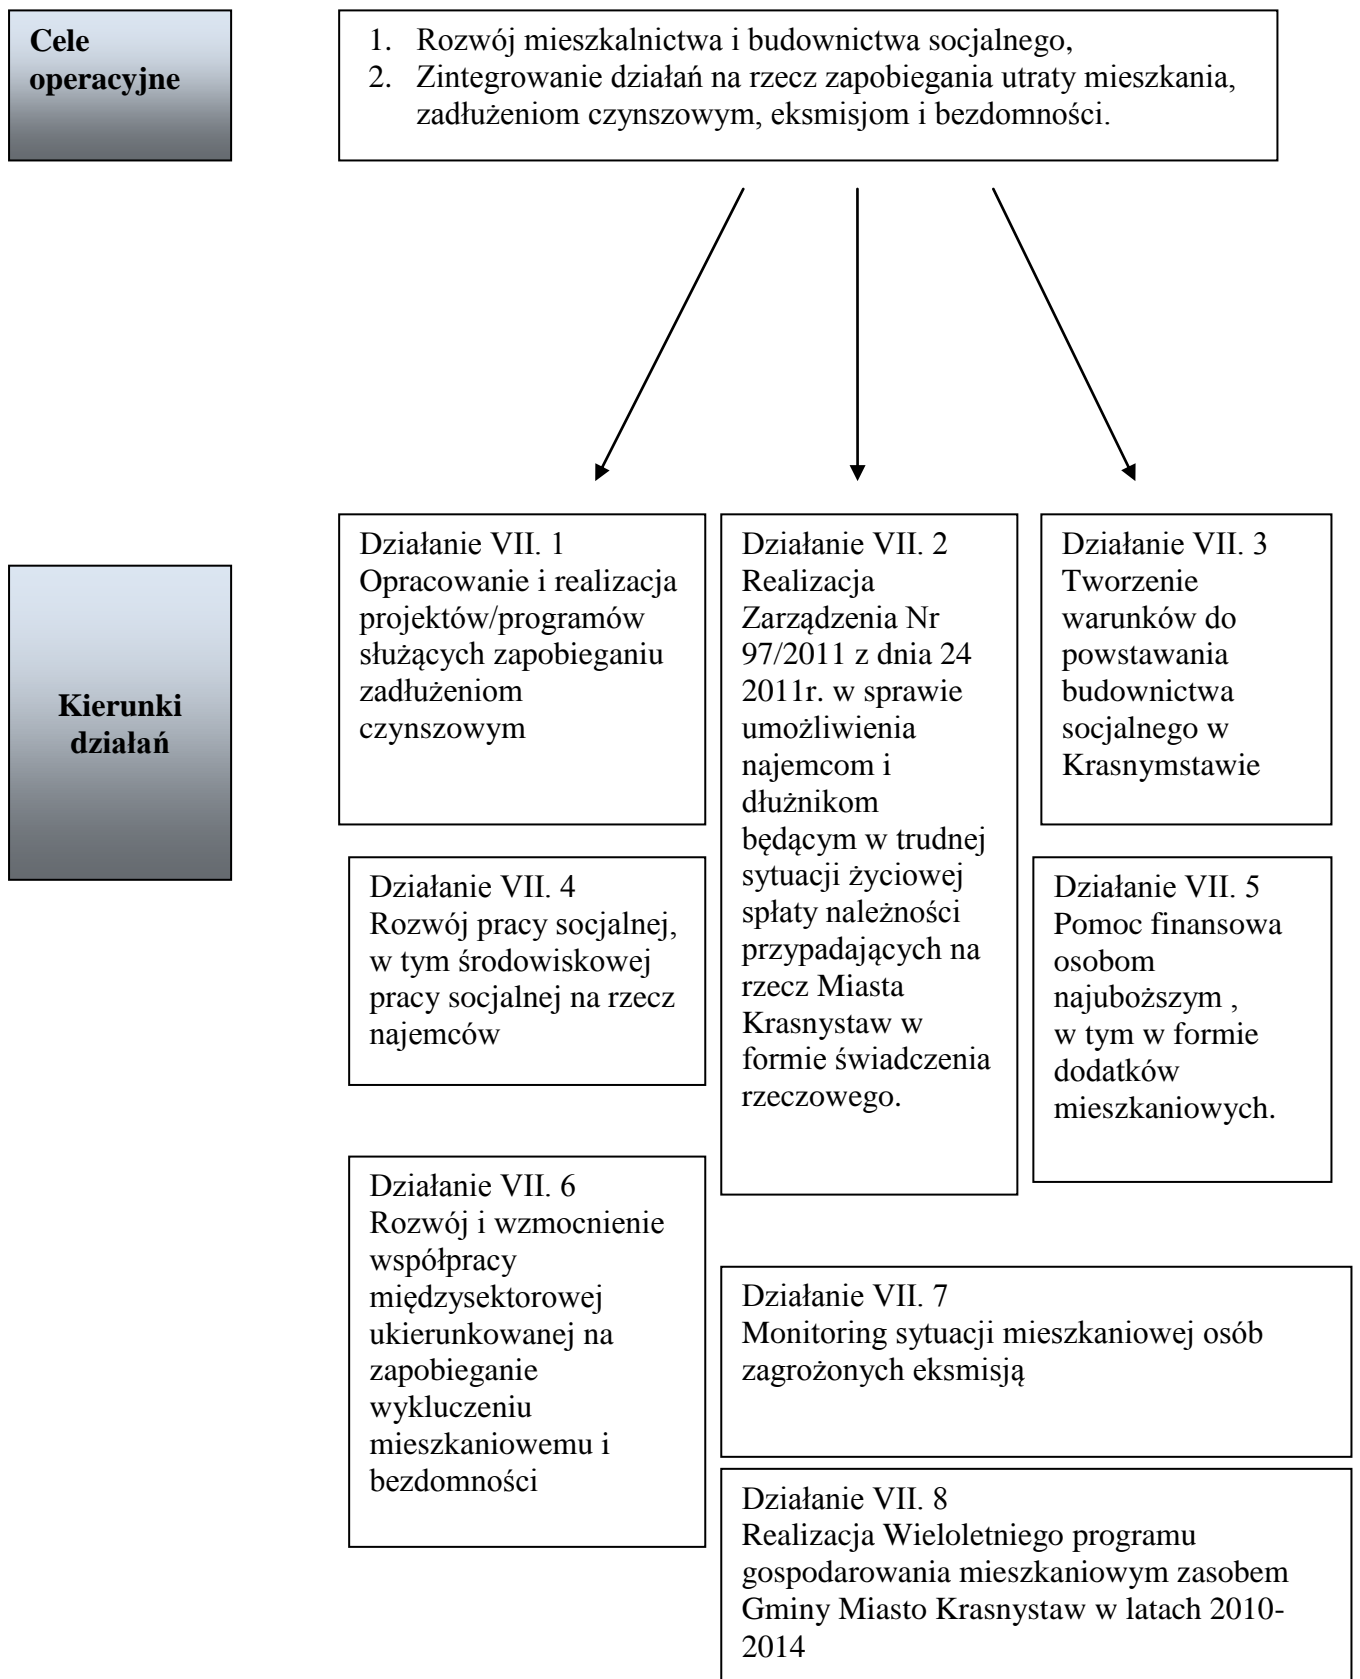 Cele
operacyjne
1. Rozwój mieszkalnictwa i budownictwa socjalnego,
2. Zintegrowanie działań na rzecz zapobiegania utraty mieszkania,
zadłużeniom czynszowym, eksmisjom i bezdomności.
Kierunki
działań
Działanie VII. 1
Opracowanie i realizacja
projektów/programów
służących zapobieganiu
zadłużeniom
czynszowym
Działanie VII. 2
Realizacja
Zarządzenia Nr
97/2011 z dnia 24
2011r. w sprawie
umożliwienia
najemcom i
dłużnikom
będącym w trudnej
sytuacji życiowej
spłaty należności
przypadających na
rzecz Miasta
Krasnystaw w
formie świadczenia
rzeczowego.
Działanie VII. 3
Tworzenie
warunków do
powstawania
budownictwa
socjalnego w
Krasnymstawie
Działanie VII. 4
Rozwój pracy socjalnej,
w tym środowiskowej
pracy socjalnej na rzecz
najemców
Działanie VII. 5
Pomoc finansowa
osobom
najuboższym ,
w tym w formie
dodatków
mieszkaniowych.
Działanie VII. 6
Rozwój i wzmocnienie
współpracy
międzysektorowej
ukierunkowanej na
zapobieganie
wykluczeniu
mieszkaniowemu i
bezdomności
Działanie VII. 7
Monitoring sytuacji mieszkaniowej osób
zagrożonych eksmisją
Działanie VII. 8
Realizacja Wieloletniego programu
gospodarowania mieszkaniowym zasobem
Gminy Miasto Krasnystaw w latach 2010-
2014